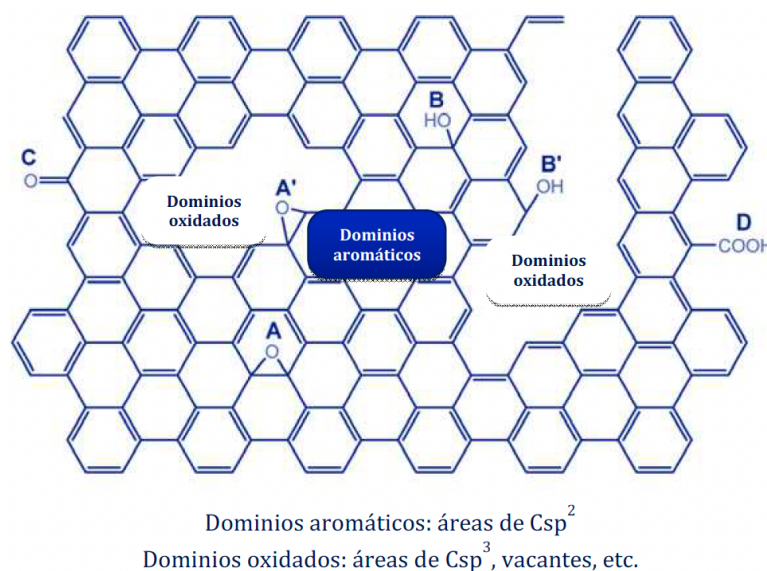 B
HO
C
O
B'
OH
Dominios
oxidados
A'
O
Dominios
aromáticos
D
COOH
Dominios
oxidados
A
O
Dominios aromáticos: áreas de Csp²
Dominios oxidados: áreas de Csp³, vacantes, etc.